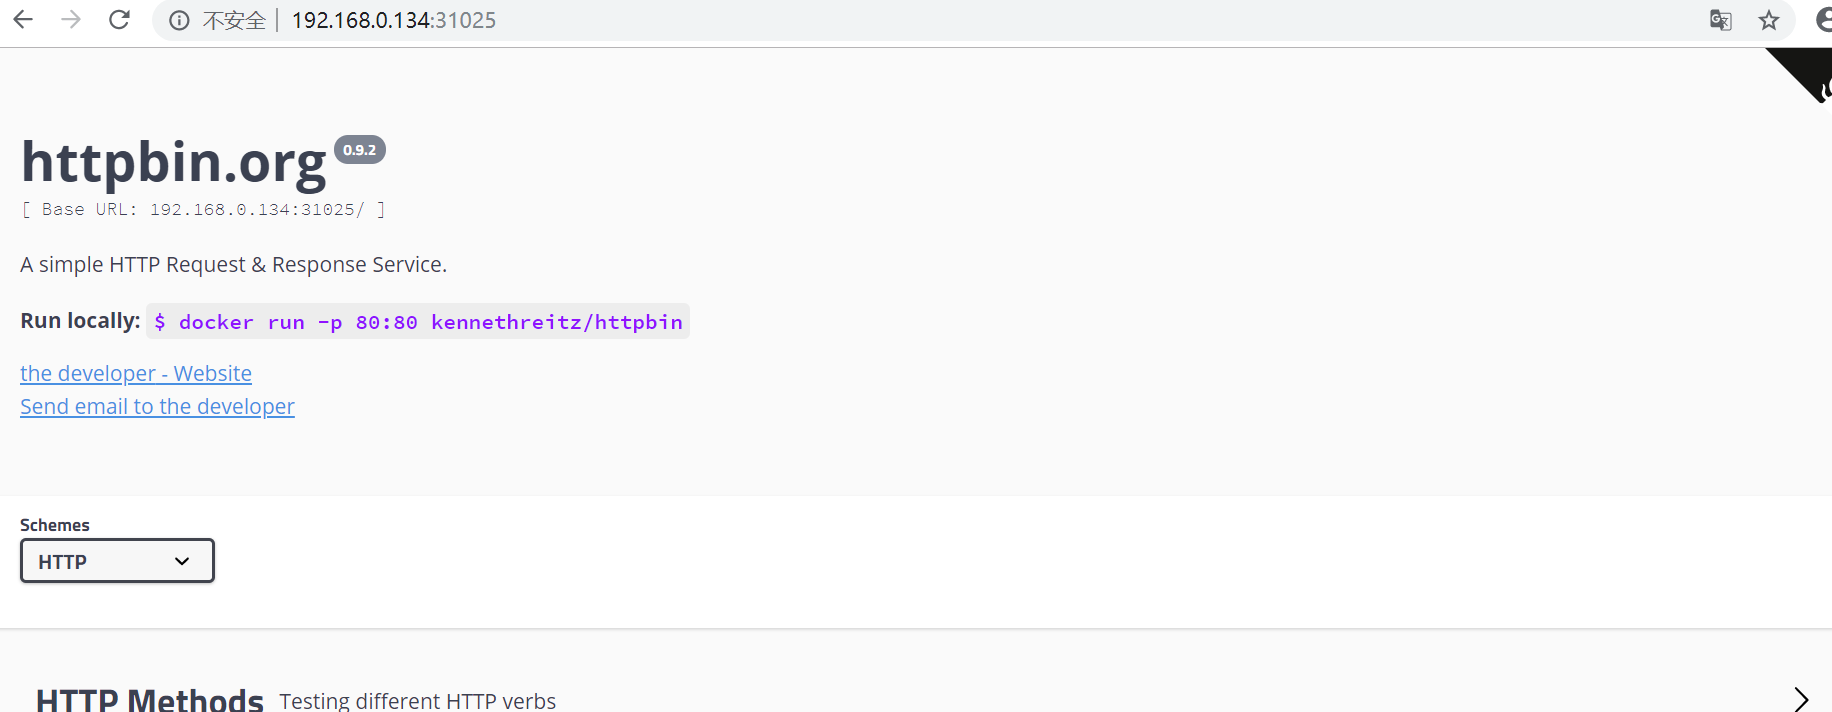 不安全 192.168.0.134:31025
httpbin.org 0.9.2
[ Base URL: 192.168.0.134:31025/ ]
A simple HTTP Request & Response Service.
Run locally: $ docker run -p 80:80 kennethreitz/httpbin
the developer - Website
Send email to the developer
Schemes
HTTP
HTTP Methods Testing different HTTP verbs